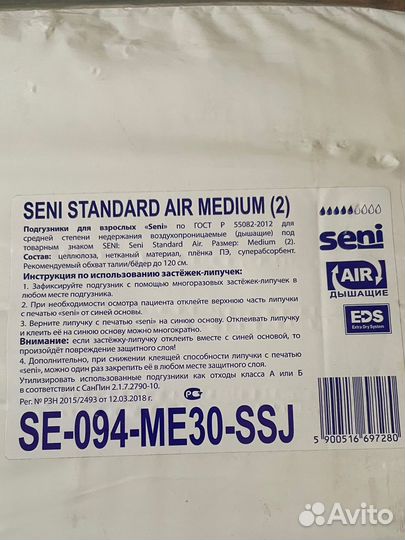 SENI STANDARD AIR MEDIUM (2)
Подгузники для взрослых «Seni» по ГОСТ Р 55082-2012 для
средней степени недержания воздухопроницаемые (дышащие) под
товарным знаком SENI: Seni Standard Air. Размер: Medium (2).
Состав: целлюлоза, нетканый материал, плёнка ПЭ, суперабсорбент.
Рекомендуемый обхват талии/бёдер до 120 см.
Инструкция по использованию застёжек-липучек:
1. Зафиксируйте подгузник с помощью многоразовых застёжек-липучек в
любом месте подгузника.
2. При необходимости осмотра пациента отклейте верхнюю часть липучки
с печатью «seni» от синей основы.
3. Верните липучку с печатью «seni» на синюю основу. Отклеивать липучку
и клеить её на синюю основу можно многократно.
Внимание: если застёжку-липучку отклеить вместе с синей основой, то
произойдёт повреждение защитного слоя!
4. Дополнительно, при снижении клеящей способности липучки с печатью
«seni», можно один раз закрепить её в любом месте защитного слоя.
Утилизировать использованные подгузники как отходы класса А или Б
в соответствии с СанПин 2.1.7.2790-10.
Рег. № РЗН 2015/2493 от 12.03.2018 г.
SE-094-ME30-SSJ
seni
AIR
ДЫШАЩИЕ
EDS
Extra Dry System
5 900516 697280
Avito